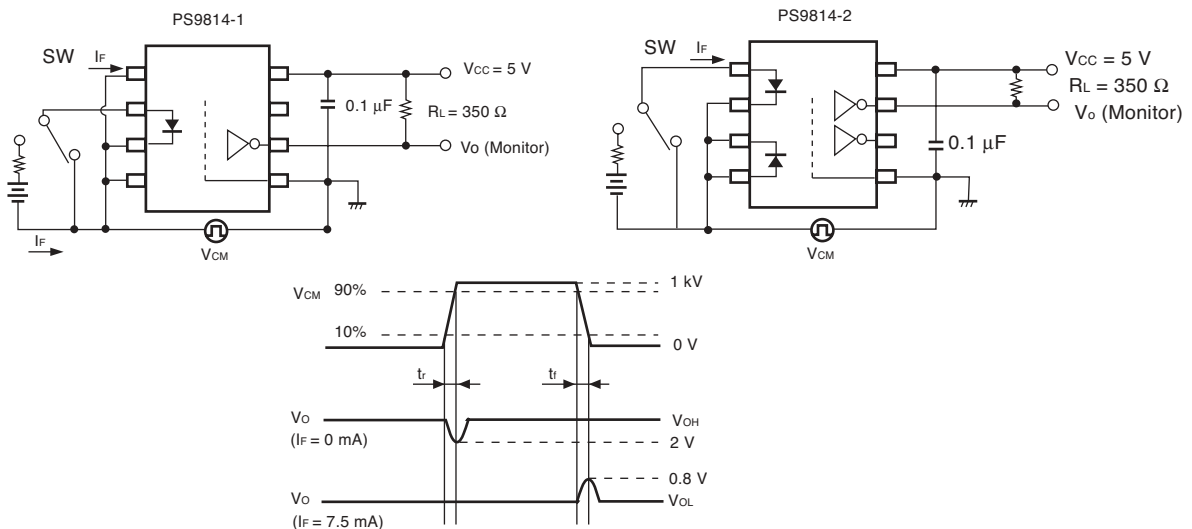 PS9814-1
SW
IF
VCC = 5 V
0.1 μF
RL = 350 Ω
VO (Monitor)
IF
VCM
PS9814-2
SW
IF
VCC = 5 V
RL = 350 Ω
Vo (Monitor)
0.1 μF
VCM
VCM 90%
1 kV
10%
0 V
tr
tf
VO
(IF = 0 mA)
VOH
2 V
0.8 V
VO
(IF = 7.5 mA)
VOL